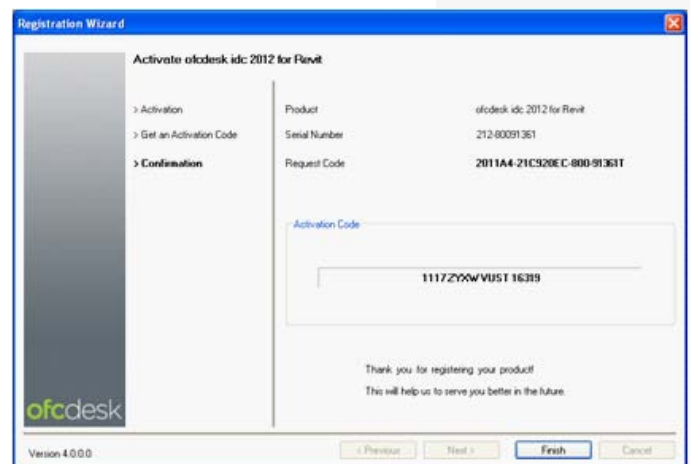 Registration Wizard
Activate ofcdesk idc 2012 for Revit
> Activation
> Get an Activation Code
> Confirmation
Product ofcdesk idc 2012 for Revit
Serial Number 212-80091361
Request Code 2011A4-21C920EC-800-91361T
Activation Code
1117ZYXWVUST16319
Thank you for registering your product!
This will help us to serve you better in the future.
ofcdesk
Version 4.0.0.0
< Previous
Next >
Finish
Cancel